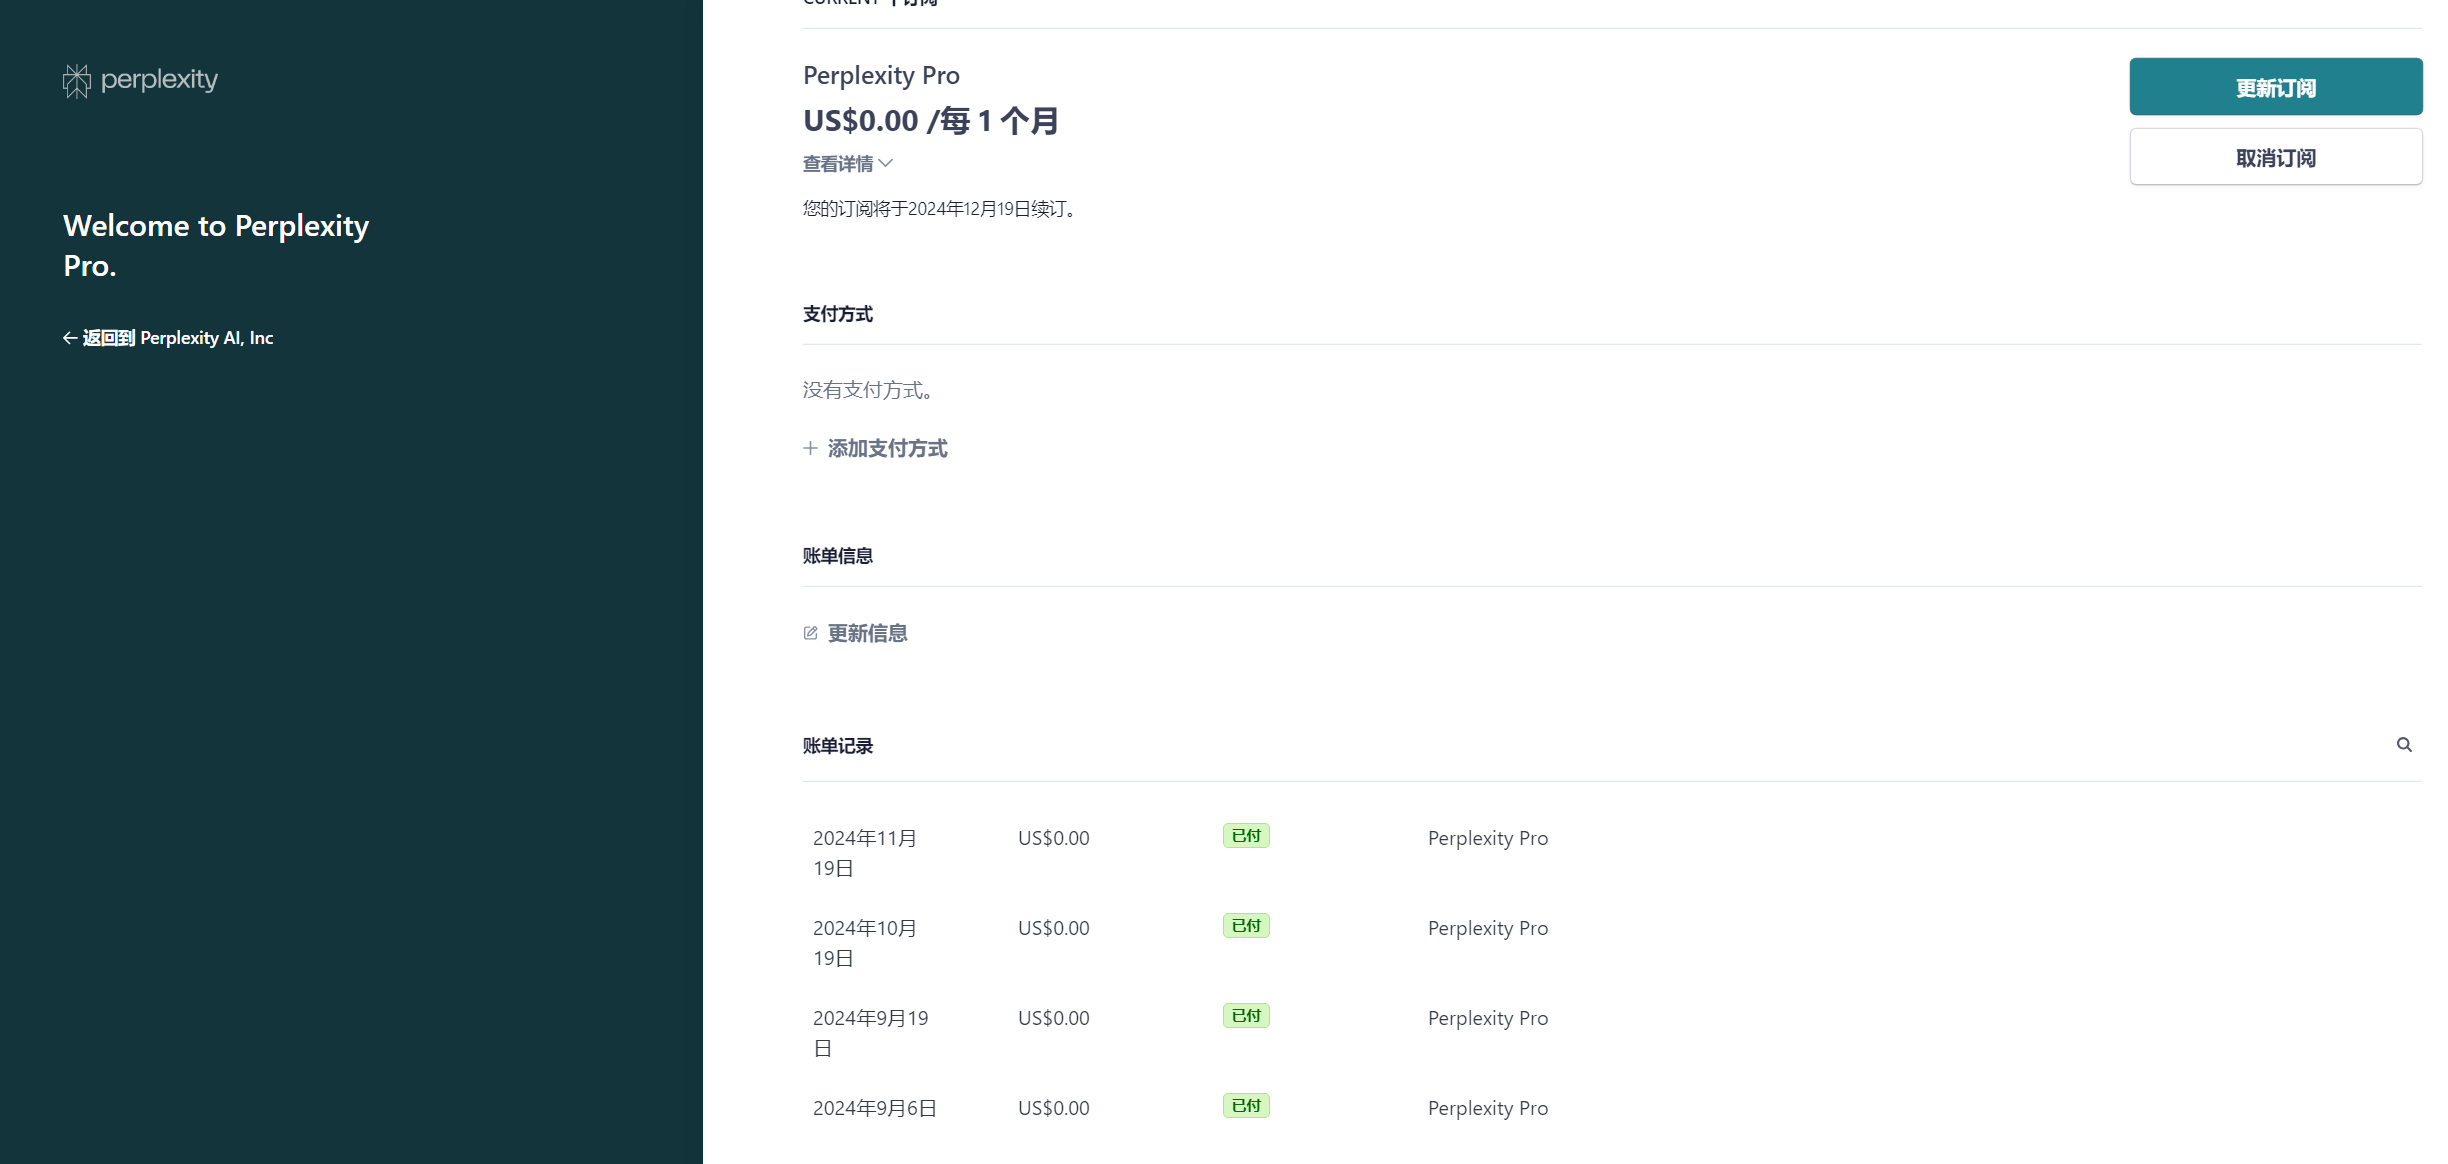 perplexity
Welcome to Perplexity
Pro.
返回到 Perplexity AI, Inc
CURRENT 个订阅
Perplexity Pro
US$0.00 /每 1 个月
查看详情
您的订阅将于2024年12月19日续订。
更新订阅
取消订阅
支付方式
没有支付方式。
添加支付方式
账单信息
更新信息
账单记录
2024年11月
19日
US$0.00
已付
Perplexity Pro
2024年10月
19日
US$0.00
已付
Perplexity Pro
2024年9月19
日
US$0.00
已付
Perplexity Pro
2024年9月6日
US$0.00
已付
Perplexity Pro